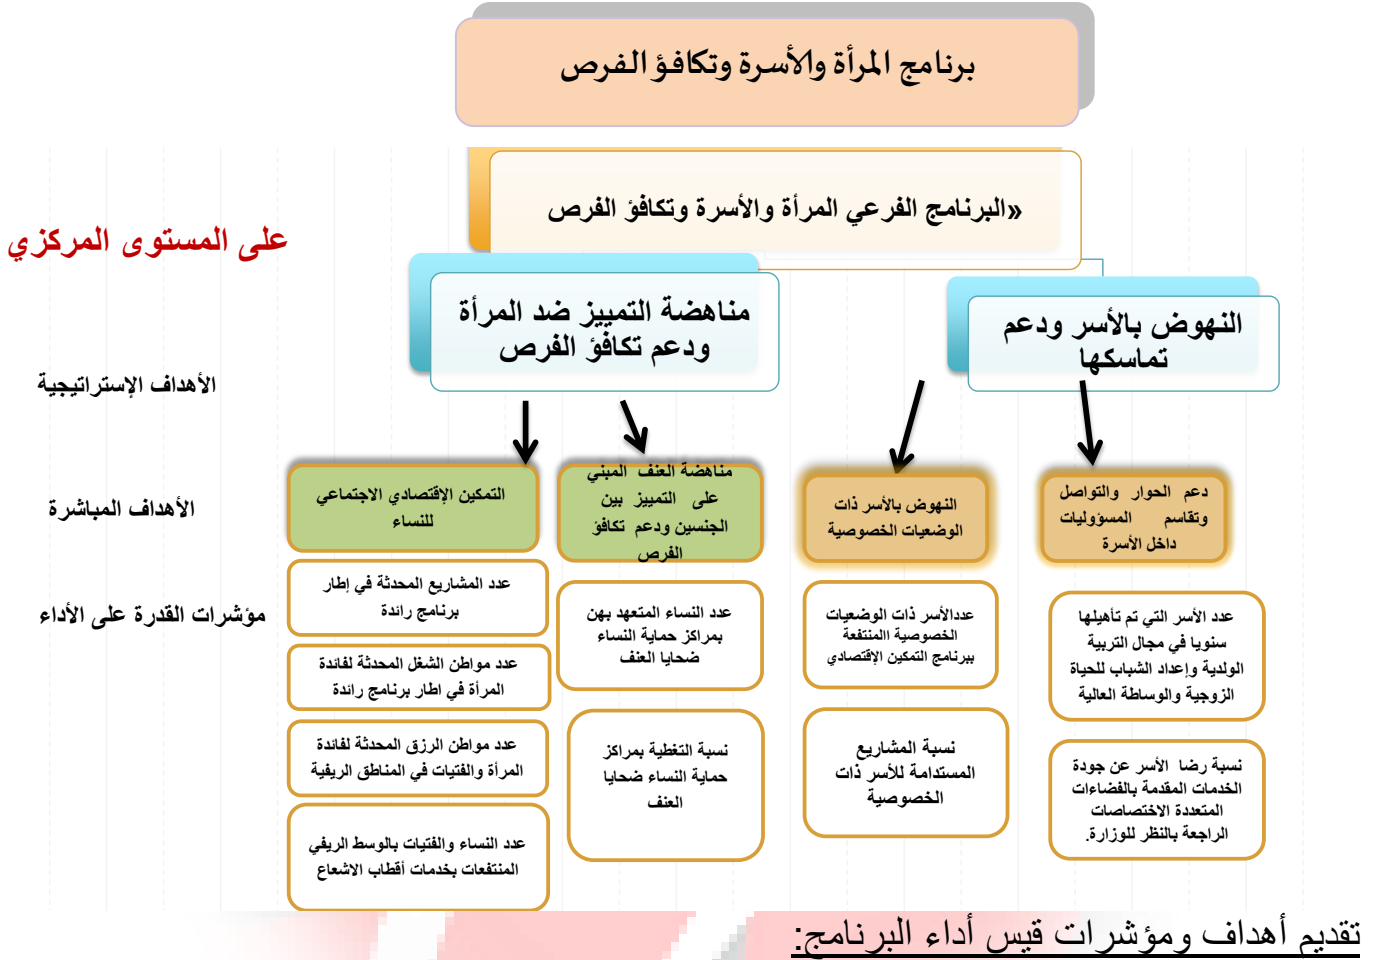 برنامج المرأة والأسرة وتكافؤ الفرص
»البرنامج الفرعي المرأة والأسرة وتكافؤ الفرص
على المستوى المركزي
النهوض بالأسر ودعم
تماسكها
مناهضة التمييز ضد المرأة
ودعم تكافؤ الفرص
الأهداف الإستراتيجية
دعم الحوار والتواصل
وتقاسم المسؤوليات
داخل الأسرة
النهوض بالأسر ذات
الوضعيات الخصوصية
مناهضة العنف المبني
على التمييز بين
الجنسين ودعم تكافؤ
الفرص
التمكين الإقتصادي الاجتماعي
للنساء
الأهداف المباشرة
عدد الأسر التي تم تأهيلها
سنويا في مجال التربية
الوالدية وإعداد الشباب للحياة
الزوجية والوساطة العالية
نسبة رضا الأسر عن جودة
الخدمات المقدمة بالفضاءات
المتعددة الاختصاصات
الراجعة بالنظر للوزارة.
عددالأسر ذات الوضعيات
الخصوصية االمنتفعة
ببرنامج التمكين الإقتصادي
نسبة المشاريع
المستدامة للأسر ذات
الخصوصية
عدد النساء المتعهد بهن
بمراكز حماية النساء
ضحايا العنف
نسبة التغطية بمراكز
حماية النساء ضحايا
العنف
عدد المشاريع المحدثة في إطار
برنامج رائدة
عدد مواطن الشغل المحدثة لفائدة
المرأة في اطار برنامج رائدة
عدد مواطن الرزق المحدثة لفائدة
المرأة والفتيات في المناطق الريفية
عدد النساء والفتيات بالوسط الريفي
المنتفعات بخدمات أقطاب الاشعاع
مؤشرات القدرة على الأداء
تقديم أهداف ومؤشرات قيس أداء البرنامج: